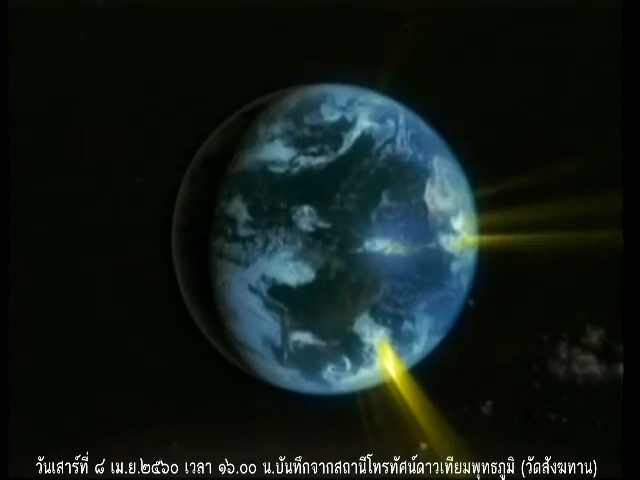 วันเสาร์ที่ ๘ เม.ย.๒๕๖๐ เวลา ๑๖.๐๐ น.บันทึกจากสถานีโทรทัศน์ดาวเทียมพุทธภูมิ (วัดสังฆทาน)